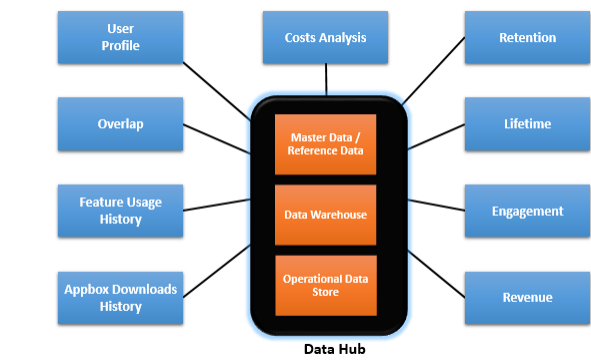 User
Profile
Costs Analysis
Retention
Overlap
Master Data /
Reference Data
Lifetime
Feature Usage
History
Data Warehouse
Engagement
Appbox Downloads
History
Operational Data
Store
Revenue
Data Hub